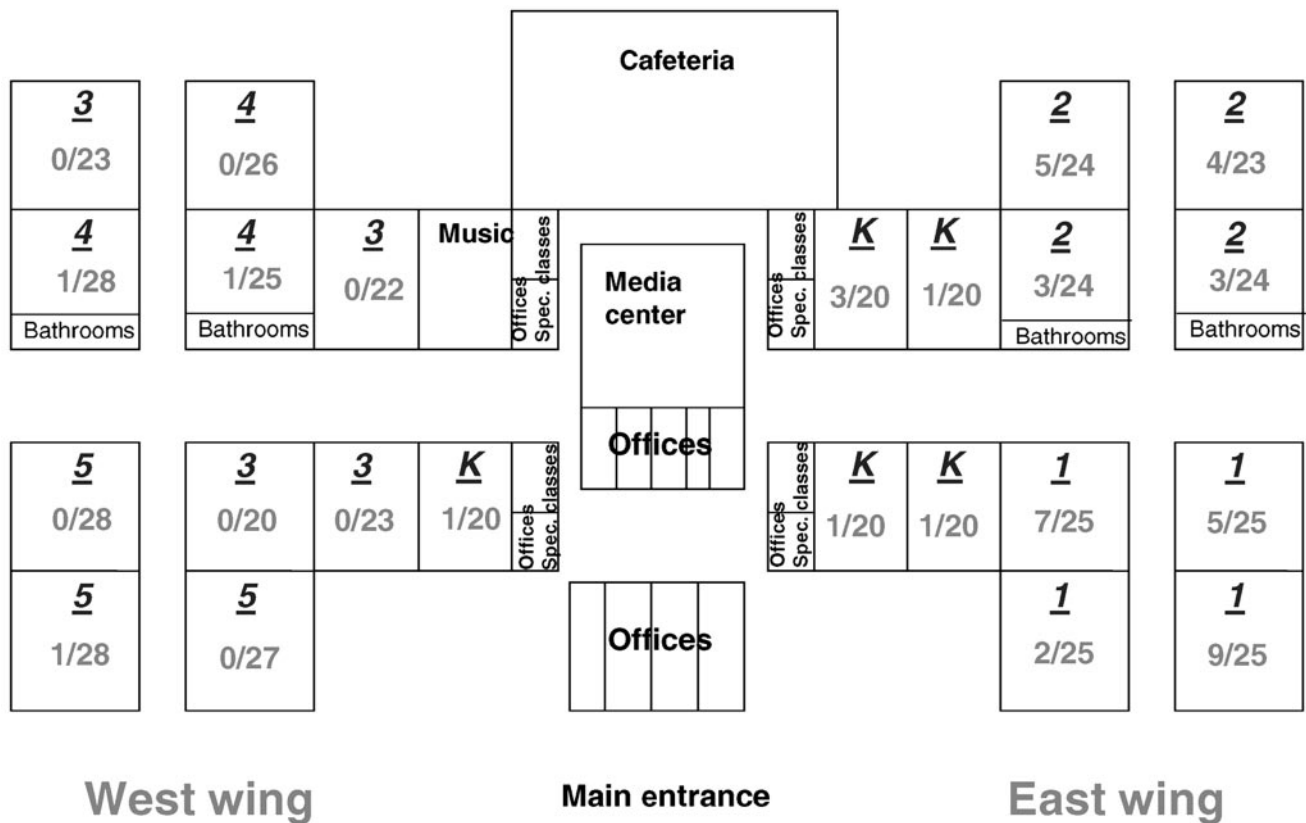 Cafeteria
3
0/23
4
0/26
2
5/24
2
4/23
4
1/28
Bathrooms
4
1/25
Bathrooms
3
0/22
Music
Offices
Spec. classes
Media
center
Offices
Offices
Spec. classes
K
3/20
K
1/20
2
3/24
Bathrooms
2
3/24
Bathrooms
5
0/28
3
0/20
3
0/23
K
1/20
Offices
Spec. classes
Offices
Spec. classes
K
1/20
K
1/20
1
7/25
1
5/25
5
1/28
5
0/27
Offices
1
2/25
1
9/25
West wing
Main entrance
East wing